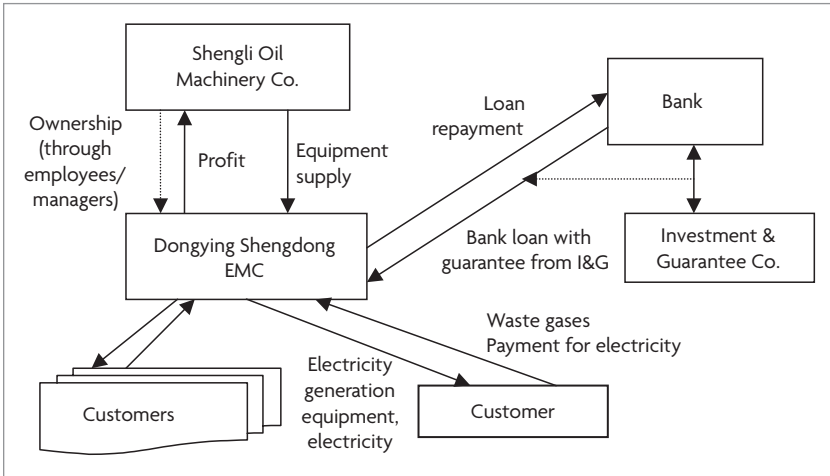 Shengli Oil
Machinery Co.
Bank
Loan
repayment
Ownership
(through
employees/
managers)
Profit
Equipment
supply
Dongying Shengdong
EMC
Bank loan with
guarantee from I&G
Investment &
Guarantee Co.
Waste gases
Payment for electricity
Electricity
generation
equipment,
electricity
Customers
Customer